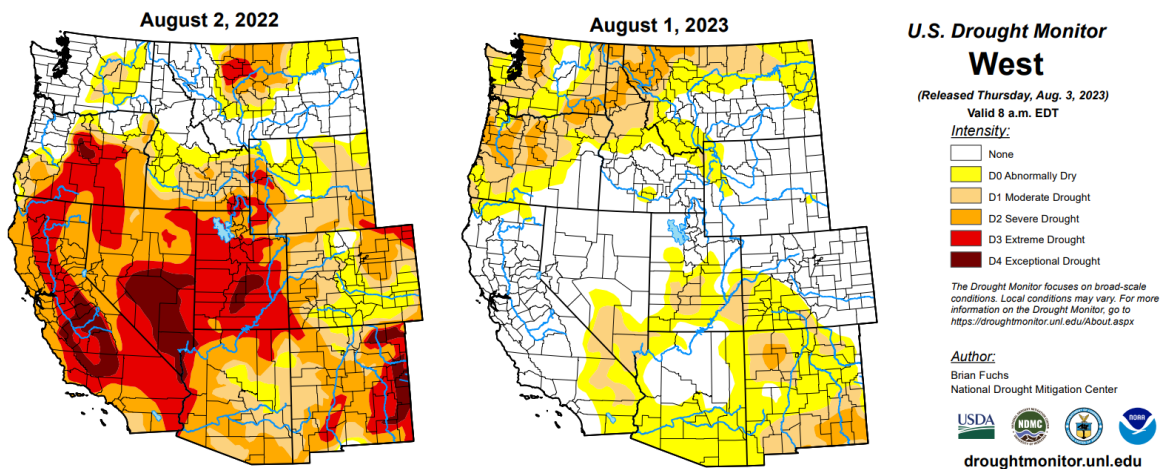 August 2, 2022
August 1, 2023
U.S. Drought Monitor
West
(Released Thursday, Aug. 3, 2023)
Valid 8 a.m. EDT
Intensity:
None
D0 Abnormally Dry
D1 Moderate Drought
D2 Severe Drought
D3 Extreme Drought
D4 Exceptional Drought
The Drought Monitor focuses on broad-scale
conditions. Local conditions may vary. For more
information on the Drought Monitor, go to
https://droughtmonitor.unl.edu/About.aspx
Author:
Brian Fuchs
National Drought Mitigation Center
USDA
NDMC
NOAA
droughtmonitor.unl.edu